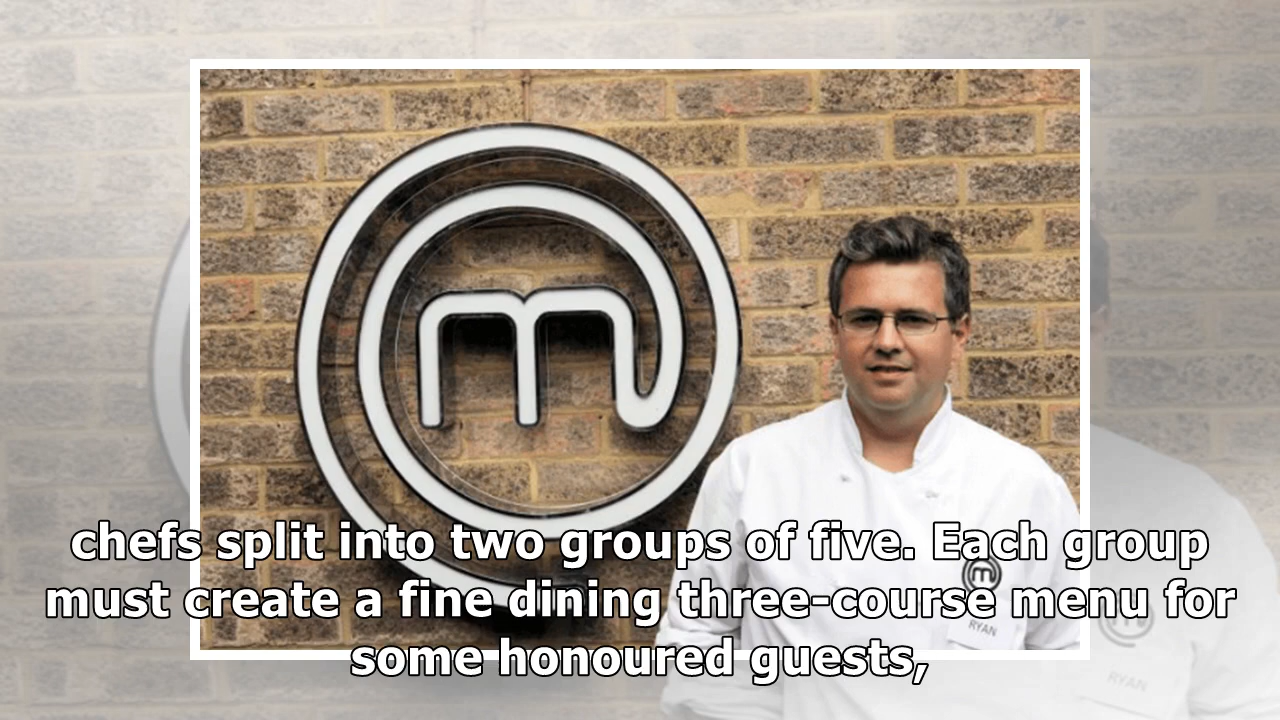 m
chefs split into two groups of five. Each group
must create a fine dining three-course menu for
some honoured guests,
m
RYAN
RYAN